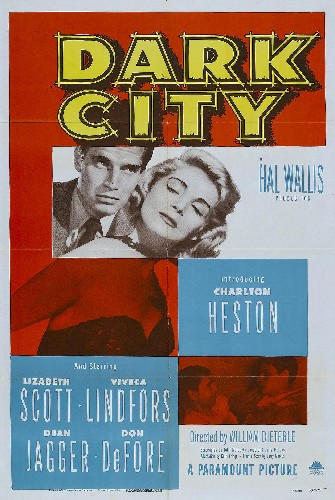 DARK
CITY
HAL WALLIS
PRODUCTION
Introducing
CHARLTON
HESTON
And Starring
LIZABETH VIVECA
SCOTT · LINDFORS
DEAN DON
JAGGER · DeFORE
Directed by WILLIAM DIETERLE
A PARAMOUNT PICTURE